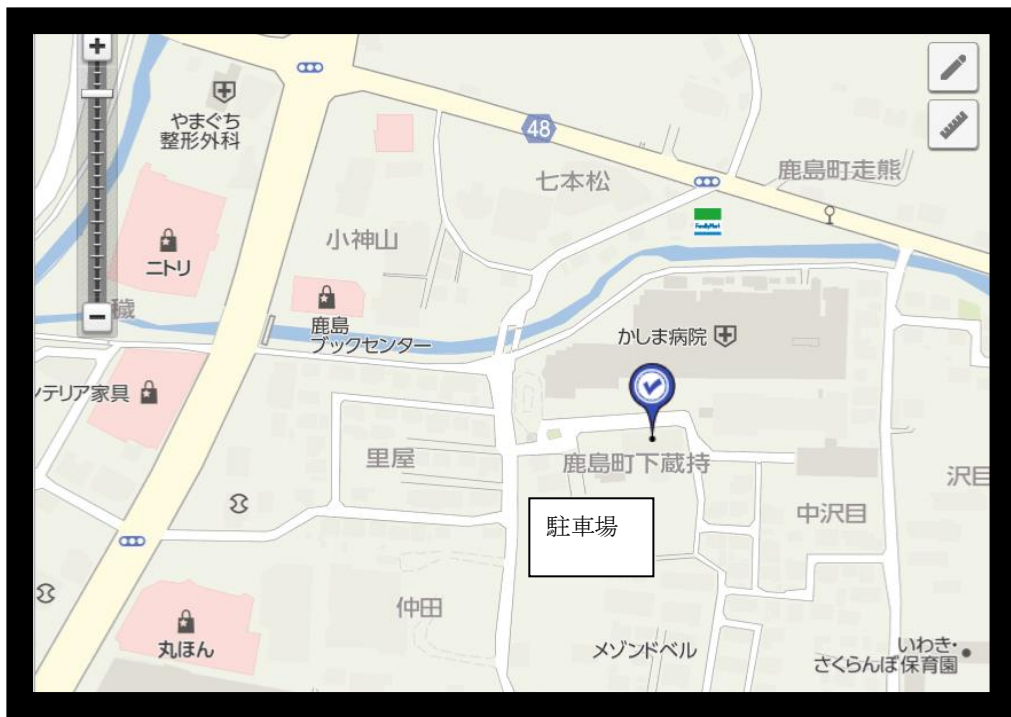 やまぐち
整形外科
48
七本松
鹿島町走熊
FamilyMart
小神山
ニトリ
穢
鹿島
ブックセンター
かしま病院
ンテリア家具
里屋
鹿島町下蔵持
沢目
駐車場
中沢目
仲田
丸ほん
メゾンドベル
いわき・
さくらんぼ保育園